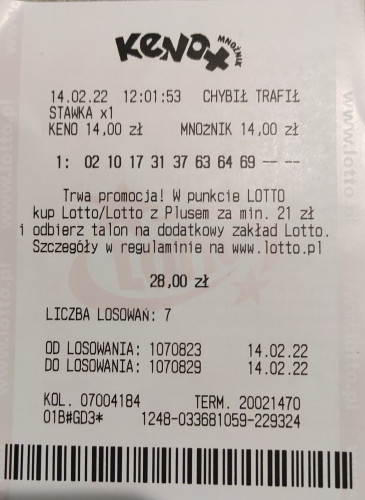 KENO+
MNOŻNIK
14.02.22 12:01:53 CHYBIŁ TRAFIŁ
STAWKA x1
KENO 14,00 zł MNOŻNIK 14,00 zł
1: 02 10 17 31 37 63 64 69 -- --
Trwa promocja! W punkcie LOTTO
kup Lotto/Lotto z Plusem za min. 21 zł
i odbierz talon na dodatkowy zakład Lotto.
Szczegóły w regulaminie na www.lotto.pl
28,00 zł
LICZBA LOSOWAŃ: 7
OD LOSOWANIA: 1070823 14.02.22
DO LOSOWANIA: 1070829 14.02.22
KOL. 07004184 TERM. 20021470
01B#GD3* 1248-033681059-229324
www.lotto.pl